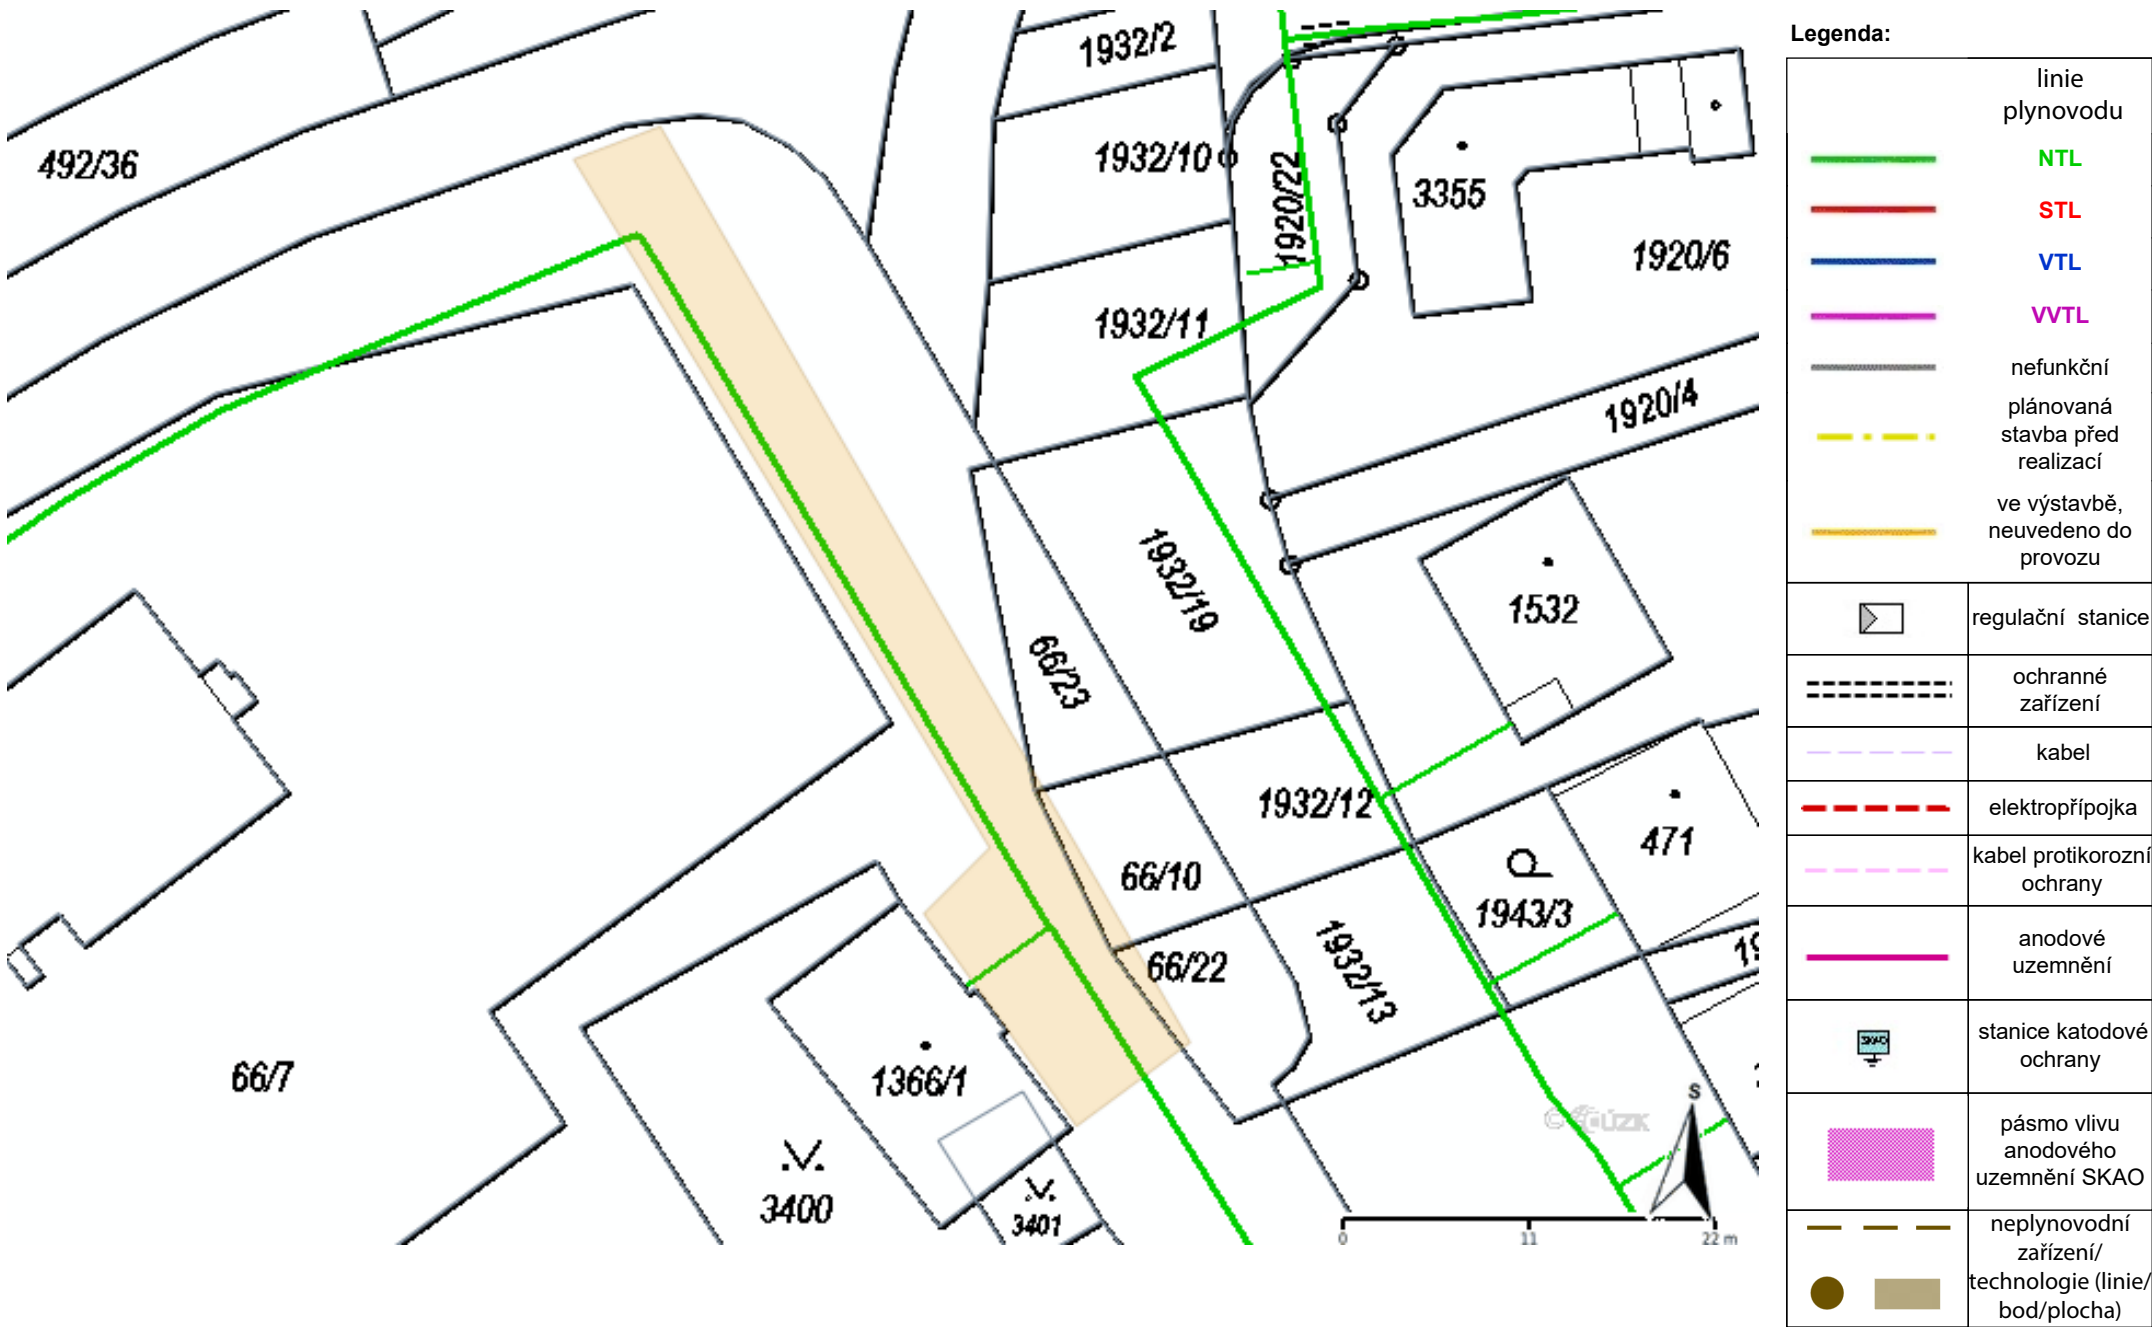 1932/2
492/36
1932/10
1920/22
3355
1920/6
1932/11
1920/4
1932/19
1532
66/23
1932/12
471
66/10
1943/3
66/22
1932/13
66/7
1366/1
3400
3401
S
0 11 22 m
Legenda:
linie
plynovodu
NTL
STL
VTL
VVTL
nefunkční
plánovaná
stavba před
realizací
ve výstavbě,
neuvedeno do
provozu
regulační stanice
ochranné
zařízení
kabel
elektropřípojka
kabel protikorozní
ochrany
anodové
uzemnění
SKAO
stanice katodové
ochrany
pásmo vlivu
anodového
uzemnění SKAO
neplynovodní
zařízení/
technologie (linie/
bod/plocha)